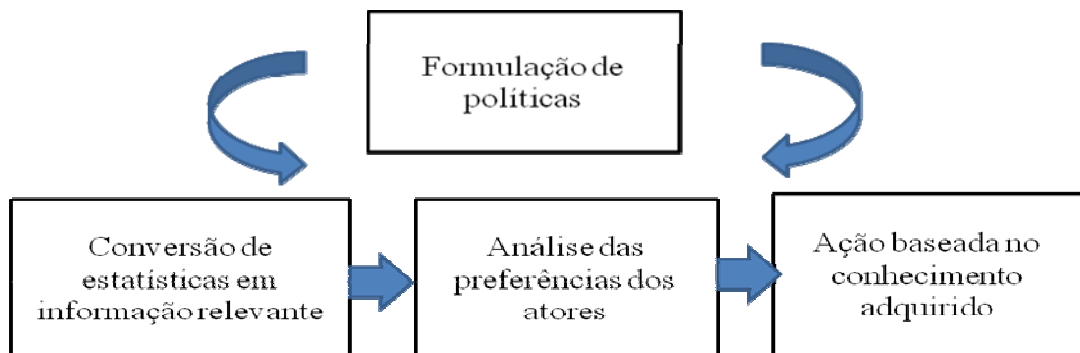 Formulação de
políticas
Conversão de
estatísticas em
informação relevante
Análise das
preferências dos
atores
Ação baseada no
conhecimento
adquirido